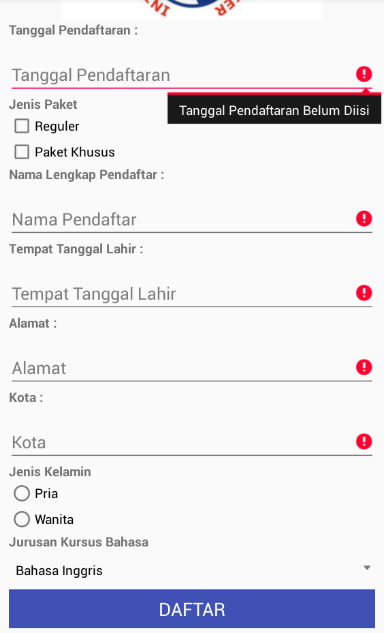 Tanggal Pendaftaran :
Tanggal Pendaftaran
Jenis Paket
Tanggal Pendaftaran Belum Diisi
Reguler
Paket Khusus
Nama Lengkap Pendaftar :
Nama Pendaftar
Tempat Tanggal Lahir :
Tempat Tanggal Lahir
Alamat :
Alamat
Kota :
Kota
Jenis Kelamin
Pria
Wanita
Jurusan Kursus Bahasa
Bahasa Inggris
DAFTAR